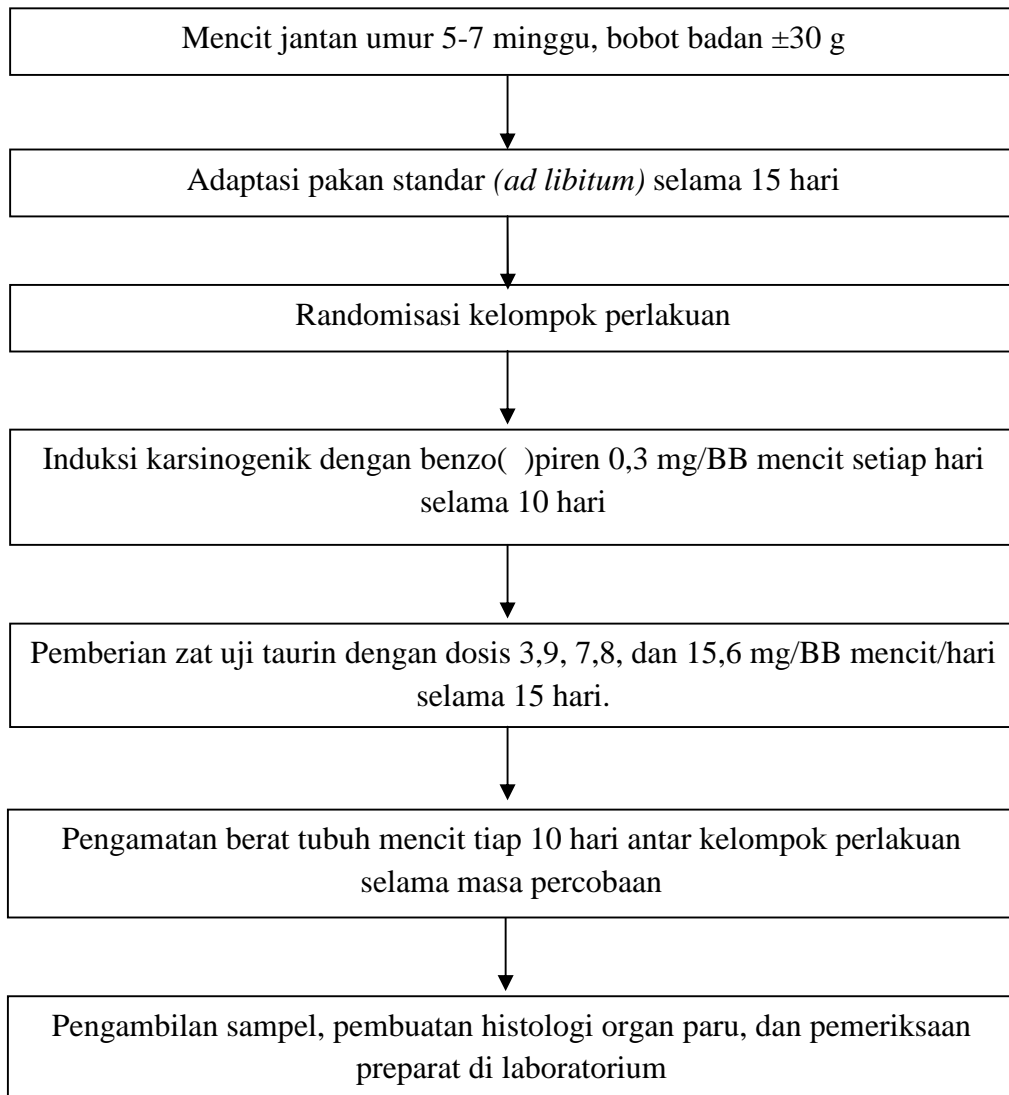 Mencit jantan umur 5-7 minggu, bobot badan ±30 g
Adaptasi pakan standar (ad libitum) selama 15 hari
Randomisasi kelompok perlakuan
Induksi karsinogenik dengan benzo( )piren 0,3 mg/BB mencit setiap hari
selama 10 hari
Pemberian zat uji taurin dengan dosis 3,9, 7,8, dan 15,6 mg/BB mencit/hari
selama 15 hari.
Pengamatan berat tubuh mencit tiap 10 hari antar kelompok perlakuan
selama masa percobaan
Pengambilan sampel, pembuatan histologi organ paru, dan pemeriksaan
preparat di laboratorium